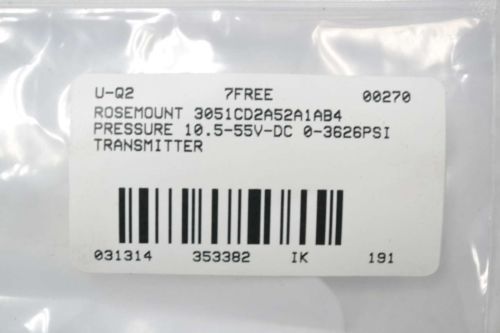 U-Q2 7FREE 00270
ROSEMOUNT 3051CD2A52A1AB4
PRESSURE 10.5-55V-DC 0-3626PSI
TRANSMITTER
031314 353382 IK 191